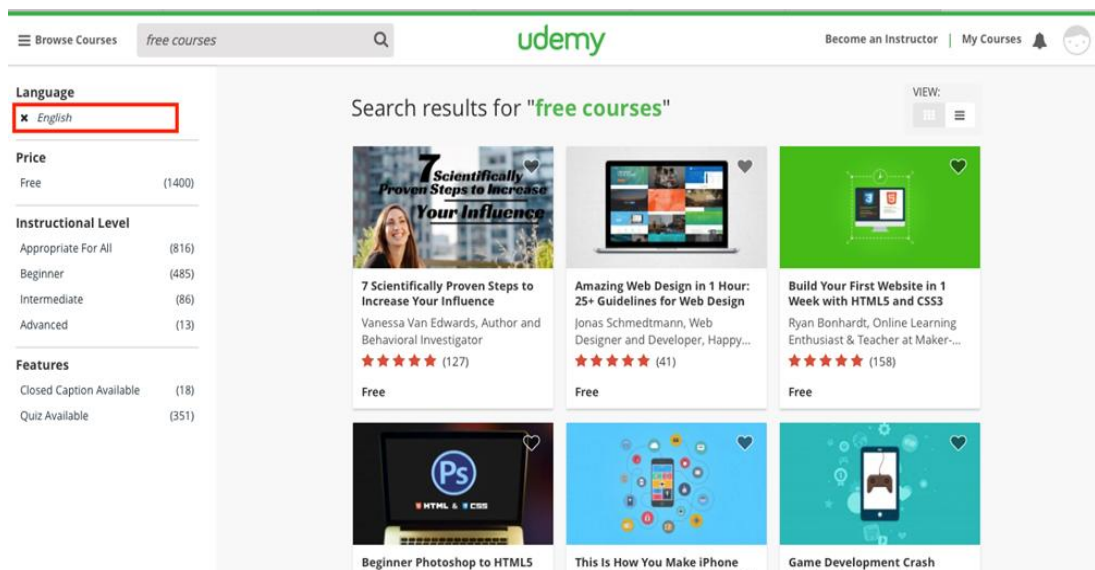 Browse Courses
free courses
udemy
Become an Instructor | My Courses
Language
✖ English
Price
Free (1400)
Instructional Level
Appropriate For All (816)
Beginner (485)
Intermediate (86)
Advanced (13)
Features
Closed Caption Available (18)
Quiz Available (351)
Search results for "free courses"
VIEW:
7 Scientifically
Proven Steps to Increase
Your Influence
7 Scientifically Proven Steps to
Increase Your Influence
Vanessa Van Edwards, Author and
Behavioral Investigator
(127)
Free
Amazing Web Design in 1 Hour:
25+ Guidelines for Web Design
Jonas Schmedtmann, Web
Designer and Developer, Happy...
(41)
Free
3 5
Build Your First Website in 1
Week with HTML5 and CSS3
Ryan Bonhardt, Online Learning
Enthusiast & Teacher at Maker-...
(158)
Free
Ps
HTML & CSS
Beginner Photoshop to HTML5
This Is How You Make iPhone
Game Development Crash